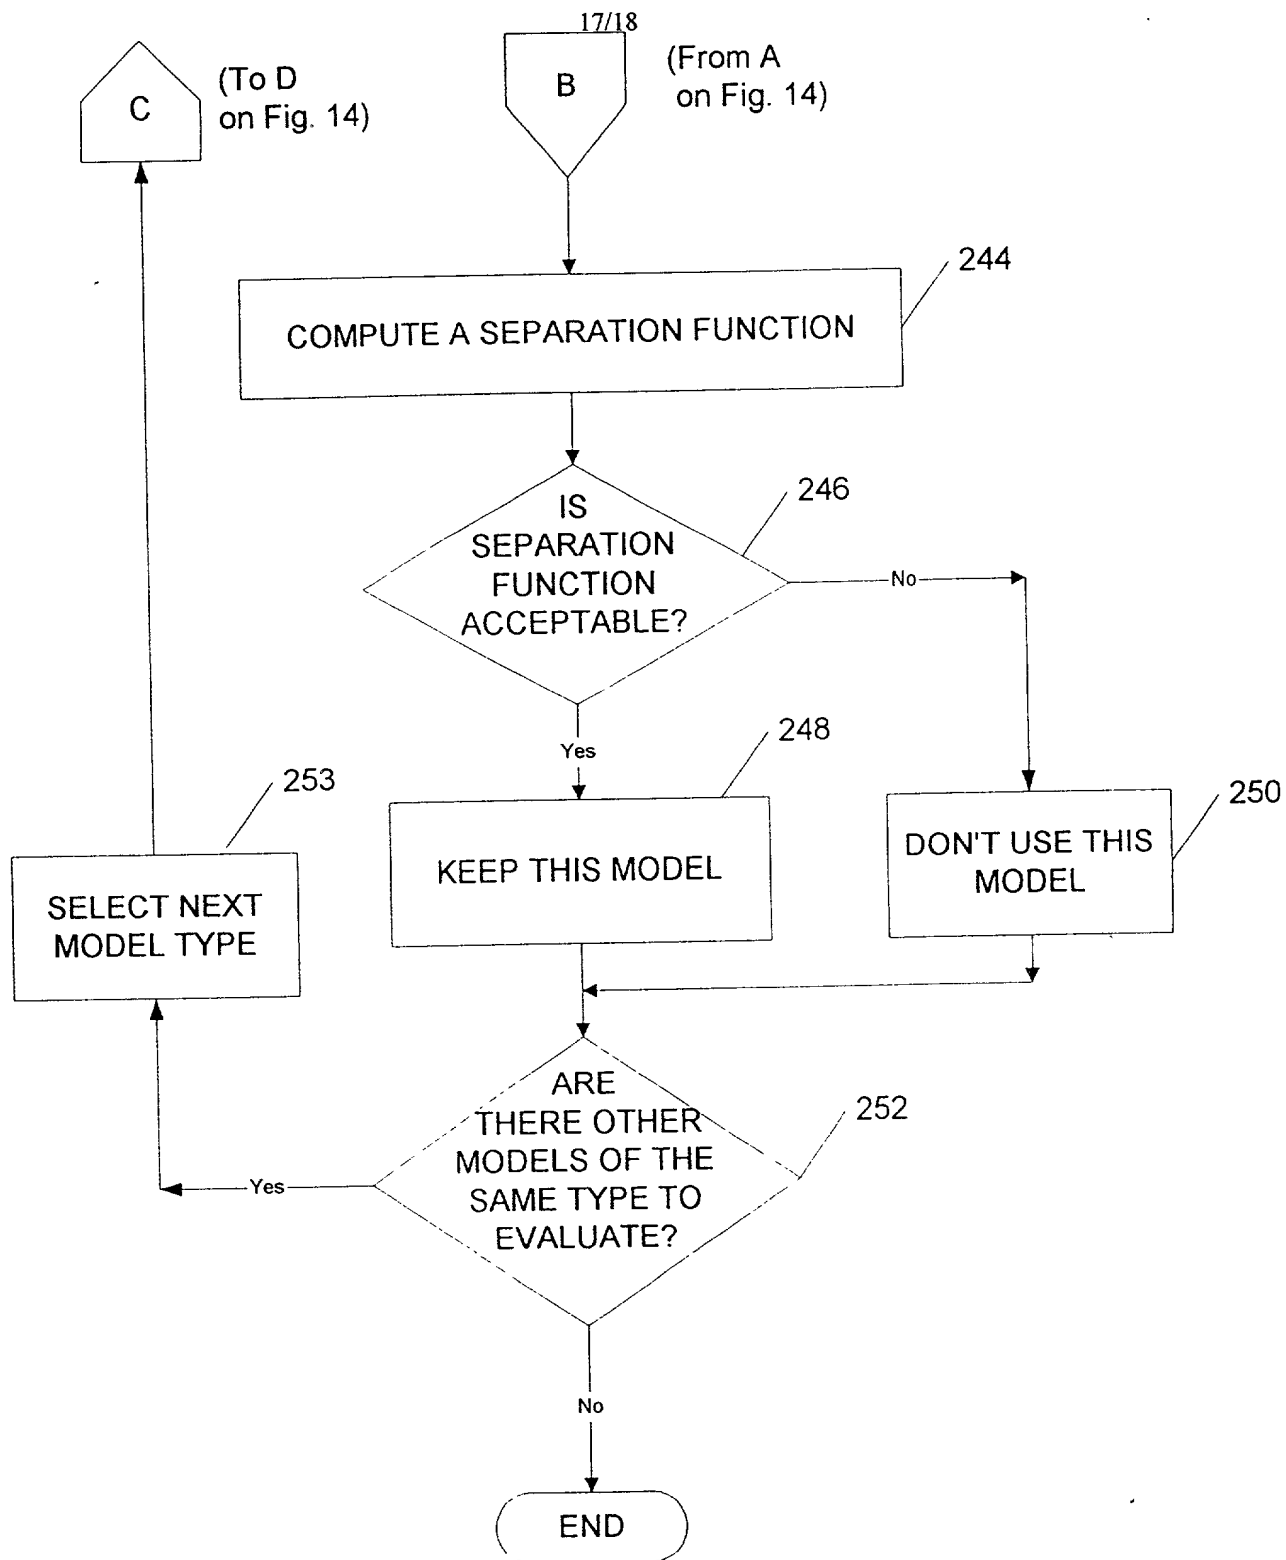 17/18
C
(To D
on Fig. 14)
B
(From A
on Fig. 14)
244
COMPUTE A SEPARATION FUNCTION
246
IS
SEPARATION
FUNCTION
ACCEPTABLE?
No
Yes
248
253
250
KEEP THIS MODEL
DON'T USE THIS
MODEL
SELECT NEXT
MODEL TYPE
ARE
THERE OTHER
MODELS OF THE
SAME TYPE TO
EVALUATE?
252
Yes
No
END